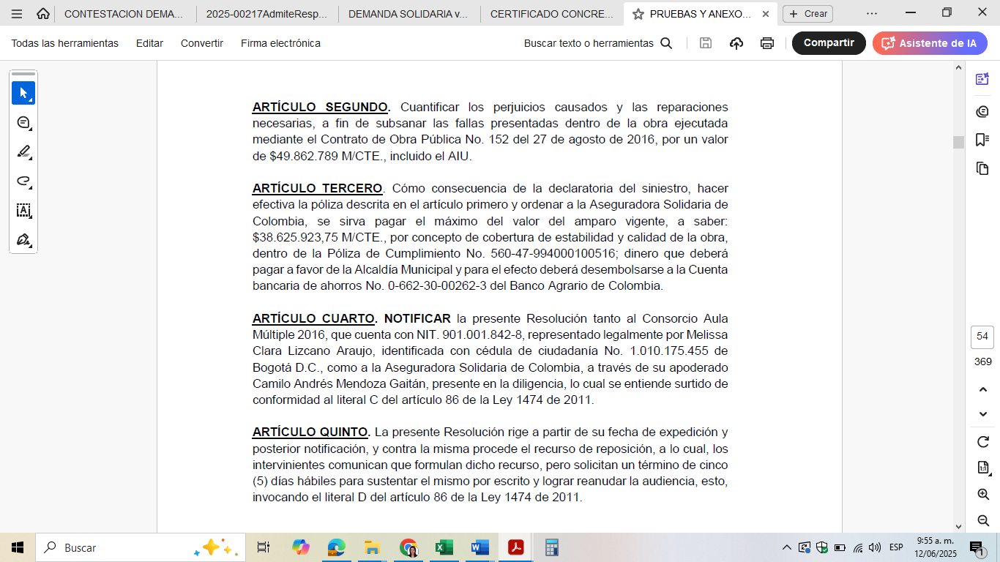 CONTESTACION DEMA...
2025-00217AdmiteResp...
DEMANDA SOLIDARIA v...
CERTIFICADO CONCRE...
PRUEBAS Y ANEXO...
Crear
Todas las herramientas
Editar
Convertir
Firma electrónica
Buscar texto o herramientas
Compartir
Asistente de IA
ARTÍCULO SEGUNDO. Cuantificar los perjuicios causados y las reparaciones
necesarias, a fin de subsanar las fallas presentadas dentro de la obra ejecutada
mediante el Contrato de Obra Pública No. 152 del 27 de agosto de 2016, por un valor
de $49.862.789 M/CTE., incluido el AIU.
ARTÍCULO TERCERO. Cómo consecuencia de la declaratoria del siniestro, hacer
efectiva la póliza descrita en el artículo primero y ordenar a la Aseguradora Solidaria de
Colombia, se sirva pagar el máximo del valor del amparo vigente, a saber:
$38.625.923,75 M/CTE., por concepto de cobertura de estabilidad y calidad de la obra,
dentro de la Póliza de Cumplimiento No. 560-47-994000100516; dinero que deberá
pagar a favor de la Alcaldía Municipal y para el efecto deberá desembolsarse a la Cuenta
bancaria de ahorros No. 0-662-30-00262-3 del Banco Agrario de Colombia.
ARTÍCULO CUARTO. NOTIFICAR la presente Resolución tanto al Consorcio Aula
Múltiple 2016, que cuenta con NIT. 901.001.842-8, representado legalmente por Melissa
Clara Lizcano Araujo, identificada con cédula de ciudadanía No. 1.010.175.455 de
Bogotá D.C., como a la Aseguradora Solidaria de Colombia, a través de su apoderado
Camilo Andrés Mendoza Gaitán, presente en la diligencia, lo cual se entiende surtido de
conformidad al literal C del artículo 86 de la Ley 1474 de 2011.
ARTÍCULO QUINTO. La presente Resolución rige a partir de su fecha de expedición y
posterior notificación, y contra la misma procede el recurso de reposición, a lo cual, los
intervinientes comunican que formulan dicho recurso, pero solicitan un término de cinco
(5) días hábiles para sustentar el mismo por escrito y lograr reanudar la audiencia, esto,
invocando el literal D del artículo 86 de la Ley 1474 de 2011.
54
369
1:1
Buscar
ESP
9:55 a. m.
12/06/2025
1